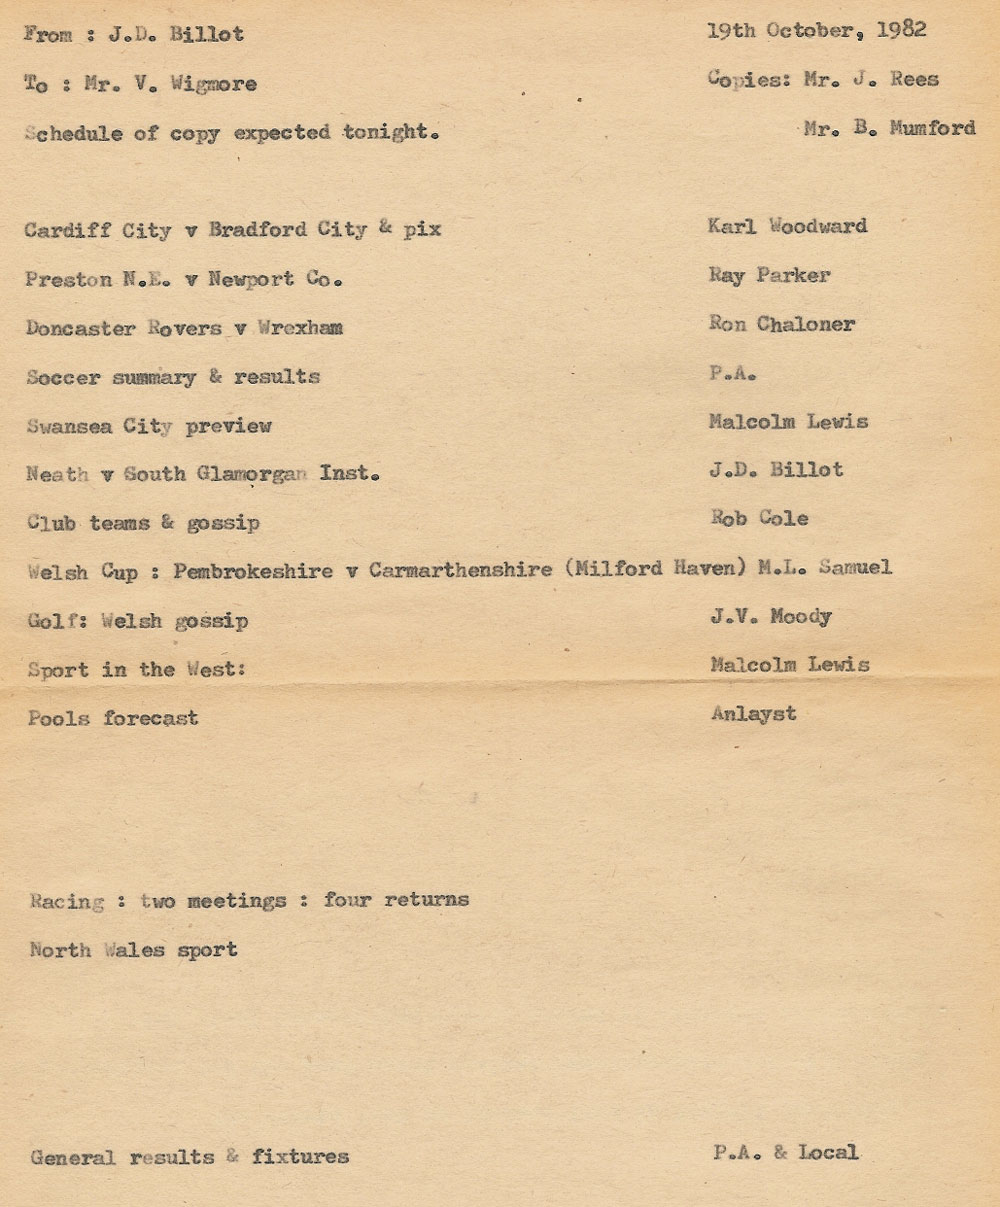 From : J.D. Billot 19th October, 1982
To : Mr. V. Wigmore Copies: Mr. J. Rees
Schedule of copy expected tonight. Mr. B. Mumford
Cardiff City v Bradford City & pix Karl Woodward
Preston N.E. v Newport Co. Ray Parker
Doncaster Rovers v Wrexham Ron Chaloner
Soccer summary & results P.A.
Swansea City preview Malcolm Lewis
Neath v South Glamorgan Inst. J.D. Billot
Club teams & gossip Rob Cole
Welsh Cup : Pembrokeshire v Carmarthenshire (Milford Haven) M.L. Samuel
Golf: Welsh gossip J.V. Moody
Sport in the West: Malcolm Lewis
Pools forecast Anlayst
Racing : two meetings : four returns
North Wales sport
General results & fixtures P.A. & Local